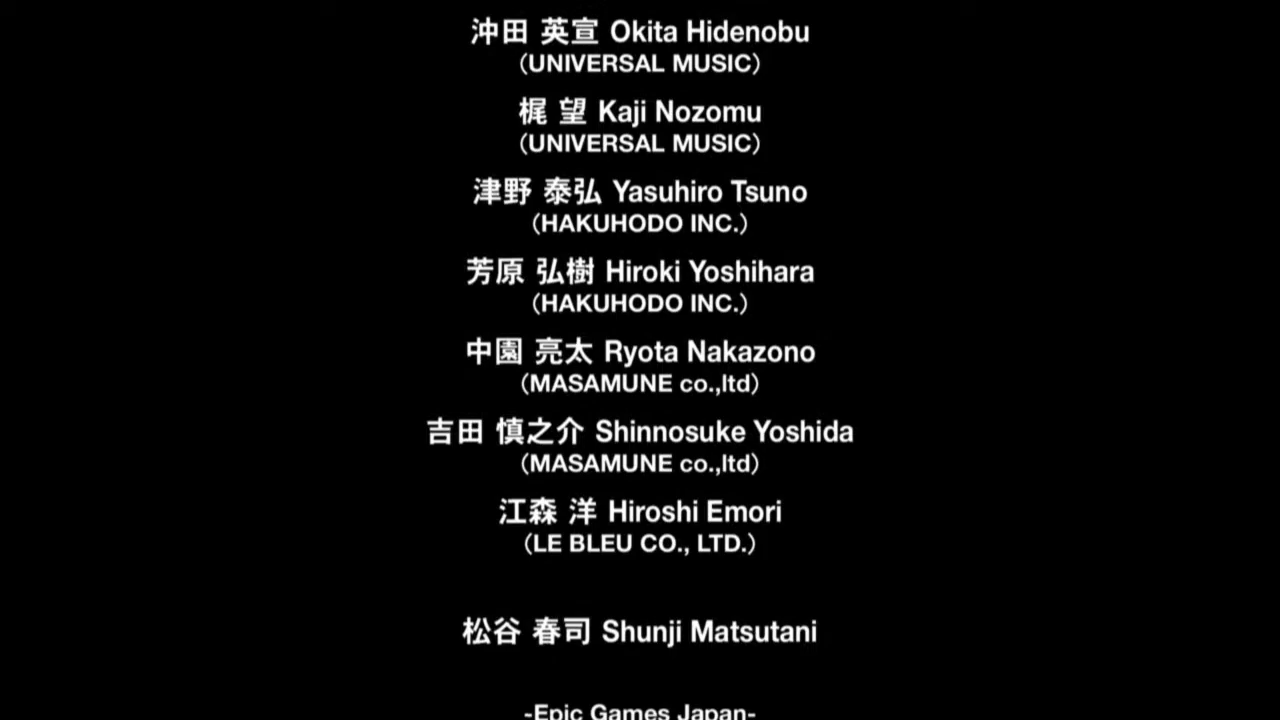 沖田 英宣 Okita Hidenobu
(UNIVERSAL MUSIC)
梶 望 Kaji Nozomu
(UNIVERSAL MUSIC)
津野 泰弘 Yasuhiro Tsuno
(HAKUHODO INC.)
芳原 弘樹 Hiroki Yoshihara
(HAKUHODO INC.)
中園 亮太 Ryota Nakazono
(MASAMUNE co.,ltd)
吉田 慎之介 Shinnosuke Yoshida
(MASAMUNE co.,ltd)
江森 洋 Hiroshi Emori
(LE BLEU CO., LTD.)
松谷 春司 Shunji Matsutani
-Epic Games Japan-